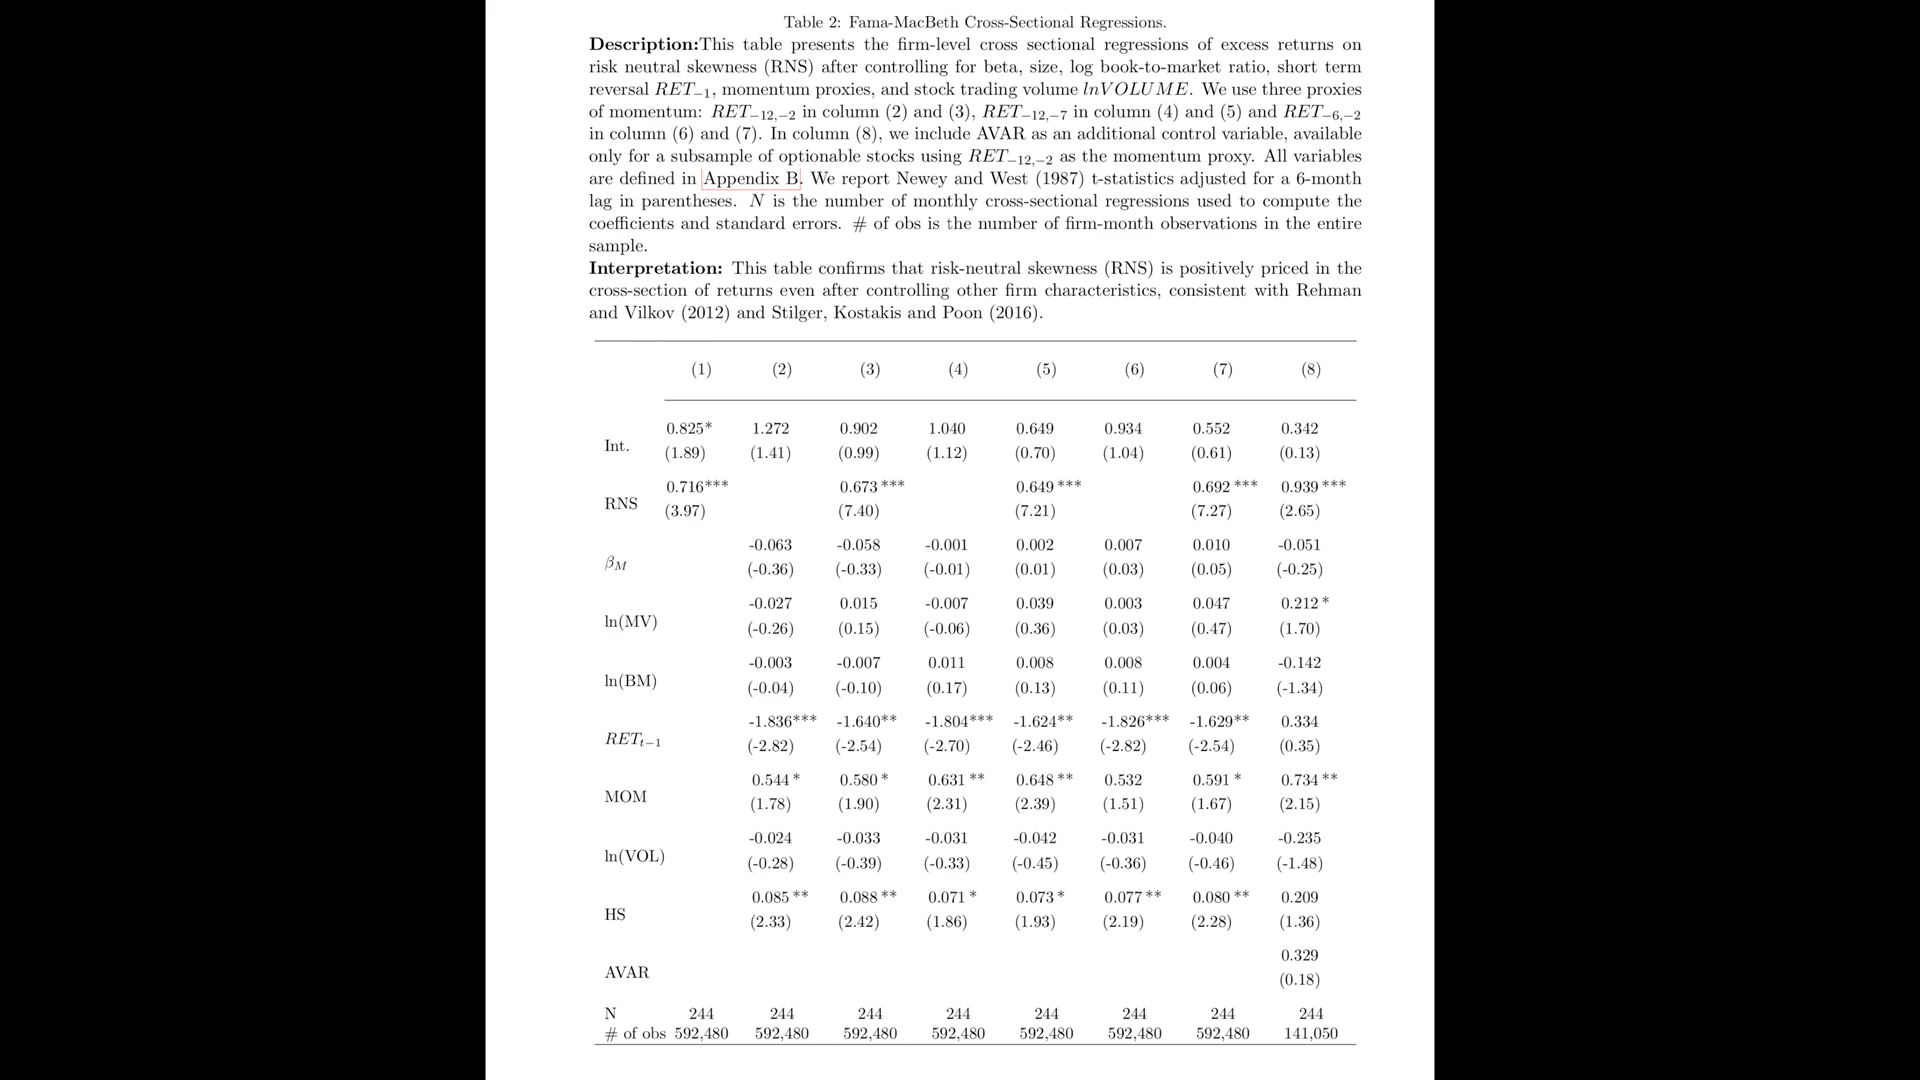 Table 2: Fama-MacBeth Cross-Sectional Regressions.
Description:This table presents the firm-level cross sectional regressions of excess returns on
risk neutral skewness (RNS) after controlling for beta, size, log book-to-market ratio, short term
reversal RET−1, momentum proxies, and stock trading volume lnVOLUME. We use three proxies
of momentum: RET−12,−2 in column (2) and (3), RET−12,−7 in column (4) and (5) and RET−6,−2
in column (6) and (7). In column (8), we include AVAR as an additional control variable, available
only for a subsample of optionable stocks using RET−12,−2 as the momentum proxy. All variables
are defined in Appendix B. We report Newey and West (1987) t-statistics adjusted for a 6-month
lag in parentheses. N is the number of monthly cross-sectional regressions used to compute the
coefficients and standard errors. # of obs is the number of firm-month observations in the entire
sample.
Interpretation: This table confirms that risk-neutral skewness (RNS) is positively priced in the
cross-section of returns even after controlling other firm characteristics, consistent with Rehman
and Vilkov (2012) and Stilger, Kostakis and Poon (2016).
(1) (2) (3) (4) (5) (6) (7) (8)
0.825* 1.272 0.902 1.040 0.649 0.934 0.552 0.342
Int.
(1.89) (1.41) (0.99) (1.12) (0.70) (1.04) (0.61) (0.13)
0.716*** 0.673 *** 0.649 *** 0.692 *** 0.939 ***
RNS
(3.97) (7.40) (7.21) (7.27) (2.65)
-0.063 -0.058 -0.001 0.002 0.007 0.010 -0.051
βM
(-0.36) (-0.33) (-0.01) (0.01) (0.03) (0.05) (-0.25)
-0.027 0.015 -0.007 0.039 0.003 0.047 0.212 *
ln(MV)
(-0.26) (0.15) (-0.06) (0.36) (0.03) (0.47) (1.70)
-0.003 -0.007 0.011 0.008 0.008 0.004 -0.142
ln(BM)
(-0.04) (-0.10) (0.17) (0.13) (0.11) (0.06) (-1.34)
-1.836*** -1.640** -1.804*** -1.624** -1.826*** -1.629** 0.334
RETt−1
(-2.82) (-2.54) (-2.70) (-2.46) (-2.82) (-2.54) (0.35)
0.544 * 0.580 * 0.631 ** 0.648 ** 0.532 0.591 * 0.734 **
MOM
(1.78) (1.90) (2.31) (2.39) (1.51) (1.67) (2.15)
-0.024 -0.033 -0.031 -0.042 -0.031 -0.040 -0.235
ln(VOL)
(-0.28) (-0.39) (-0.33) (-0.45) (-0.36) (-0.46) (-1.48)
0.085 ** 0.088 ** 0.071 * 0.073 * 0.077 ** 0.080 ** 0.209
HS
(2.33) (2.42) (1.86) (1.93) (2.19) (2.28) (1.36)
0.329
AVAR
(0.18)
N 244 244 244 244 244 244 244 244
# of obs 592,480 592,480 592,480 592,480 592,480 592,480 592,480 141,050